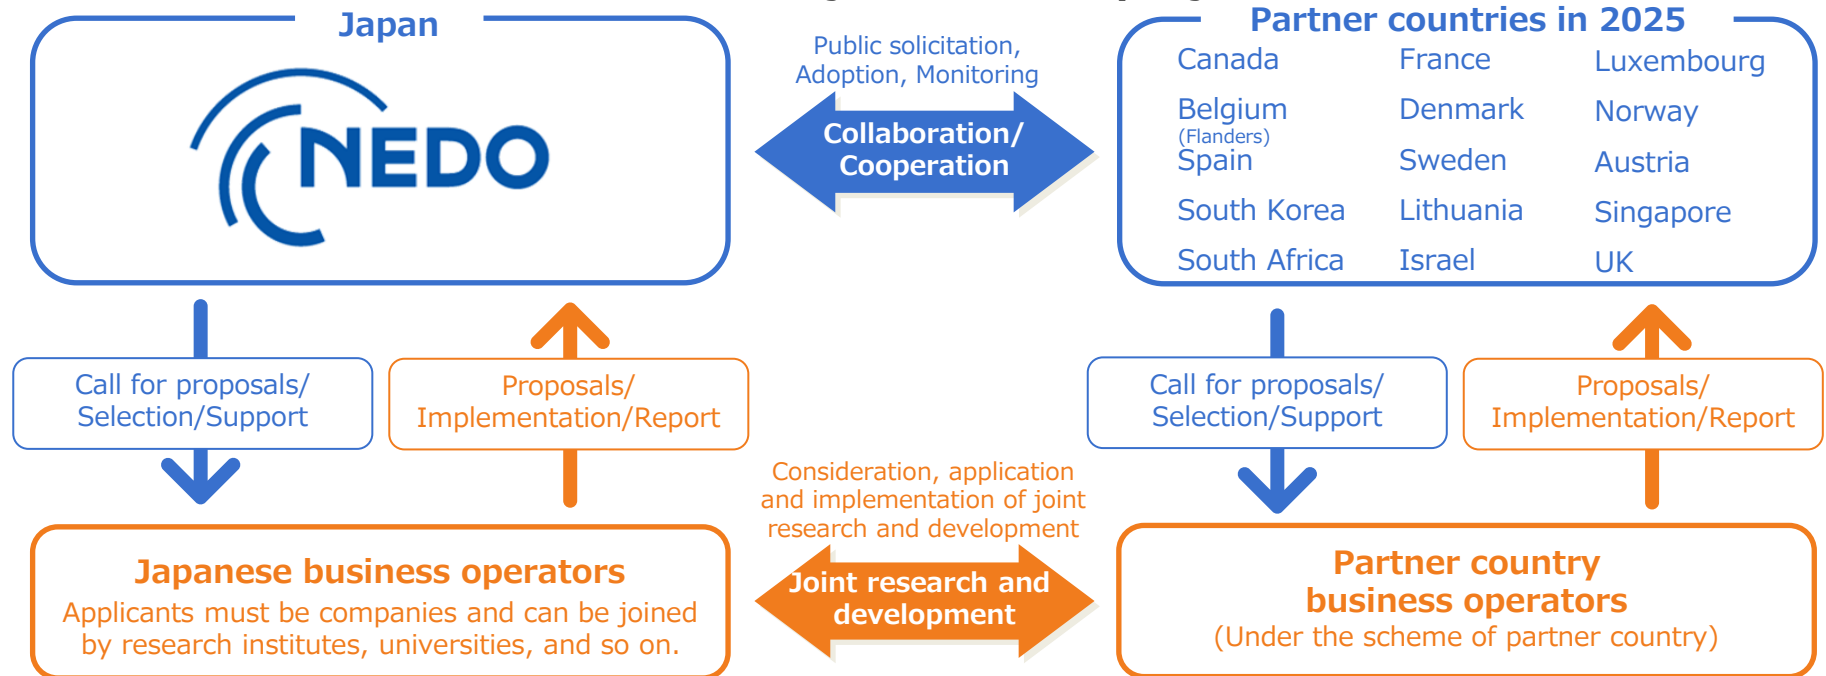 Japan
NEDO
Public solicitation,
Adoption, Monitoring
Collaboration/
Cooperation
Partner countries in 2025
Canada
France
Luxembourg
Belgium
(Flanders)
Denmark
Norway
Spain
Sweden
Austria
South Korea
Lithuania
Singapore
South Africa
Israel
UK
Call for proposals/
Selection/Support
Proposals/
Implementation/Report
Call for proposals/
Selection/Support
Proposals/
Implementation/Report
Japanese business operators
Applicants must be companies and can be joined
by research institutes, universities, and so on.
Consideration, application
and implementation of joint
research and development
Joint research and
development
Partner country
business operators
(Under the scheme of partner country)